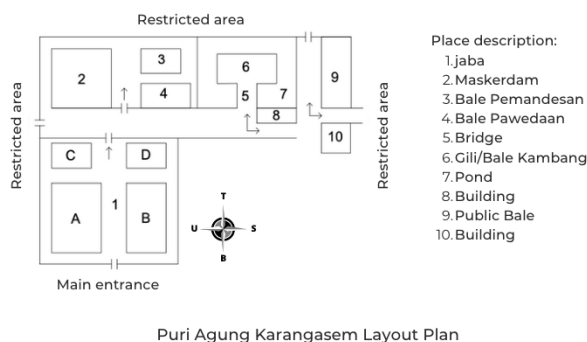 Restricted area
Restricted area
2
3
4
6
5
7
8
9
10
C
D
A
1
B
Main entrance
T
U
S
B
Restricted area
Place description:
1.jaba
2.Maskerdam
3.Bale Pemandesan
4.Bale Pawedaan
5.Bridge
6.Gili/Bale Kambang
7.Pond
8.Building
9.Public Bale
10.Building
Puri Agung Karangasem Layout Plan